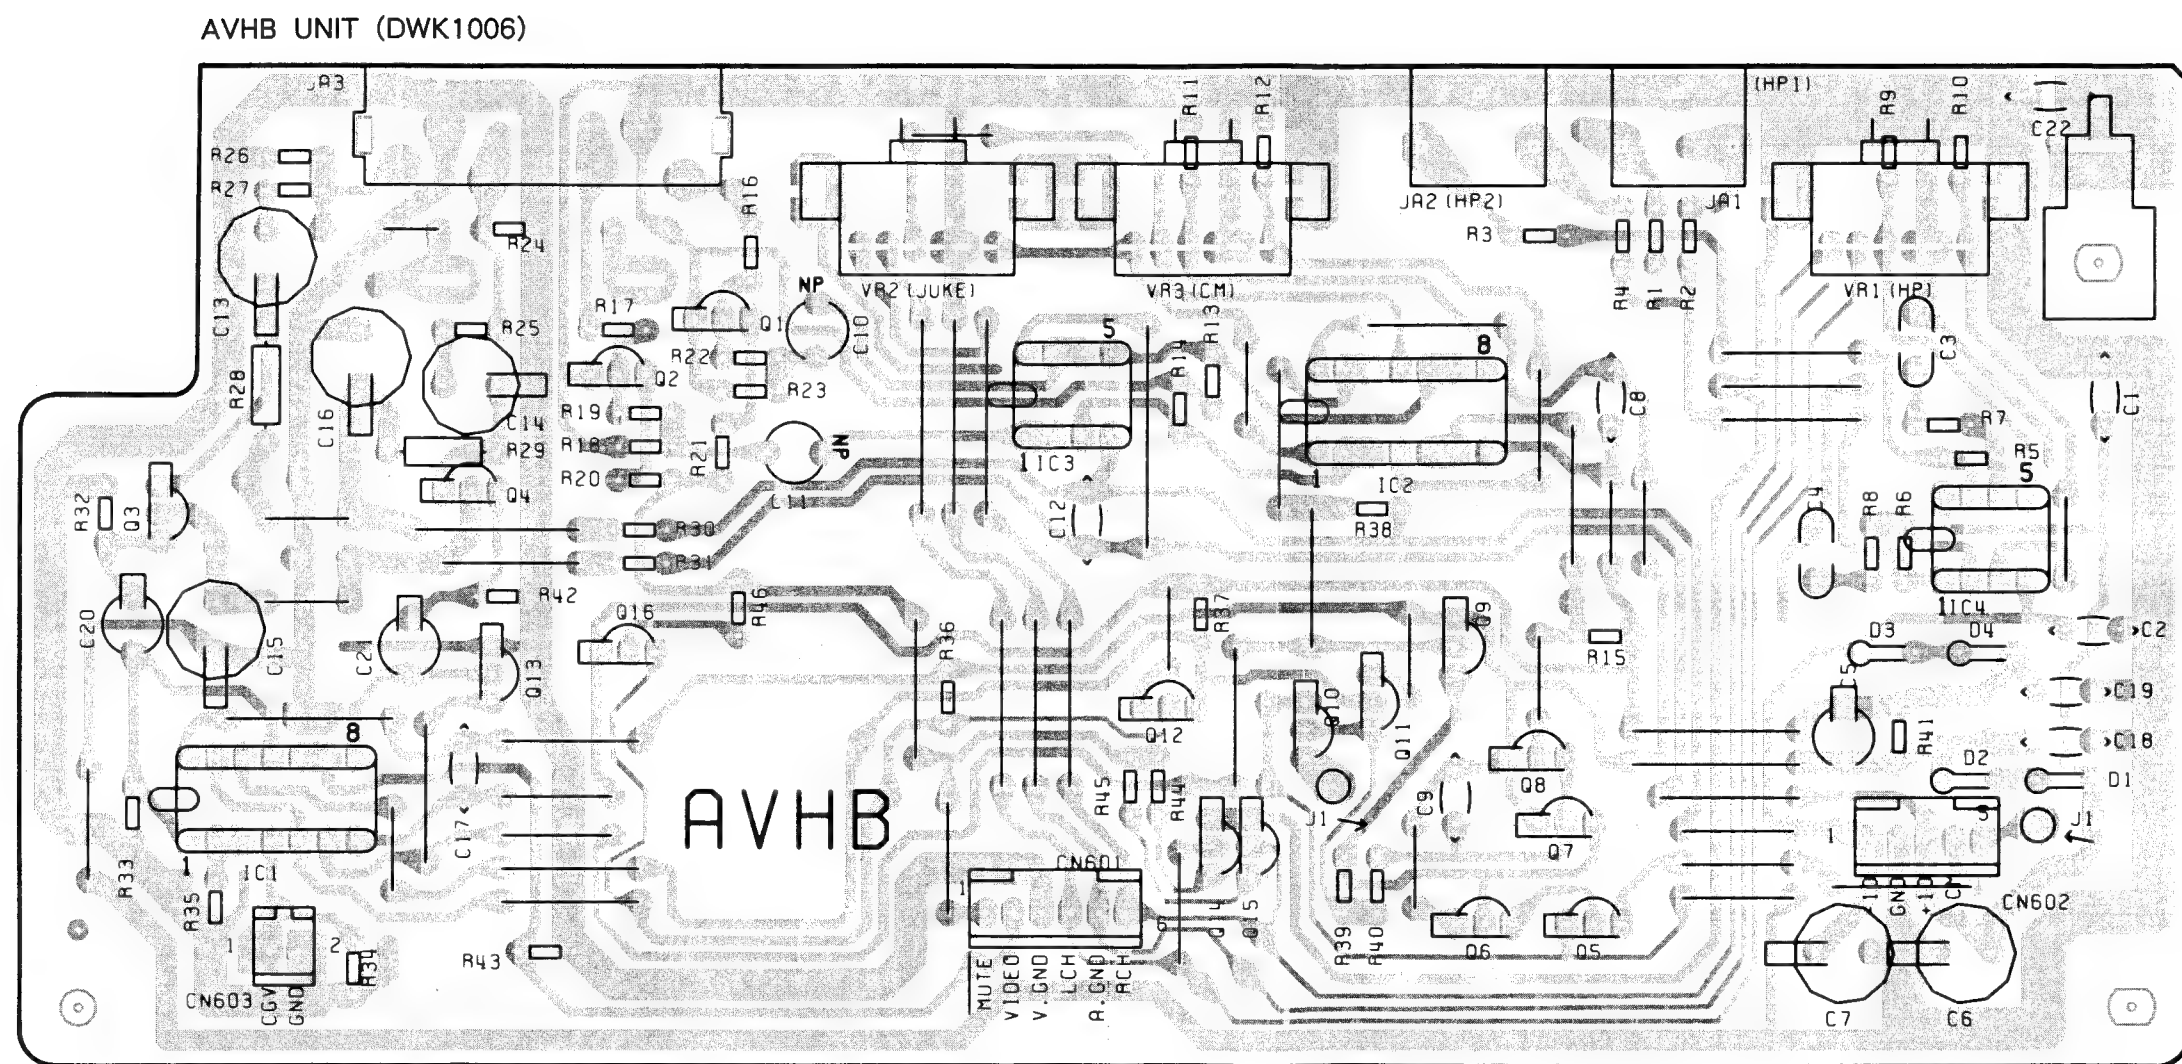 AVHB UNIT (DWK1006)
JA3
R11
R12
(HP1)
R9
R10
C22
R26
R27
R16
JA2 (HP2)
JA1
R24
R3
C13
R17
Q1
NP
C10
VR2 (JUKE)
VR3 (CM)
R4
R1
R2
VR1 (HP)
R25
R22
Q2
R23
5
R14
R13
8
C3
R28
C16
C14
R19
R18
R20
R29
R21
NP
C11
C8
C1
R7
R5
5
1
IC3
1
IC2
R32
Q3
Q4
R30
R31
C12
R38
C4
R8
R6
R42
Q16
R46
R37
Q9
R15
1
IC4
D3
D4
C2
C20
C15
C21
Q13
R36
C5
C19
Q12
Q10
Q11
R41
C18
8
D2
D1
C17
R45
R44
C9
Q8
J1
J1
AVHB
Q7
1
5
R33
1
IC1
CN601
1
6
R35
Q14
Q15
R39
R40
Q6
Q5
GND
CN602
1
2
R34
R43
CN603
CGV
GND
MUTE
VIDEO
V.GND
LCH
A.GND
RCH
C7
C6